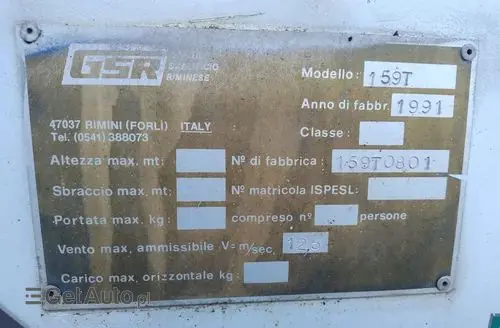 GSR
RIMINESE
Modello: 159T
Anno di fabbr. 1991
47037 RIMINI (FORLÌ) ITALY
Tel. (0541) 388073
Classe:
Altezza max. mt: Nº di fabbrica: 159T0801
Sbraccio max. mt: Nº matricola ISPESL:
Portata max. kg: compreso nº persone
Vento max. ammissibile V= m/sec. 12,5
Carico max. orizzontale kg:
GetAuto.pl